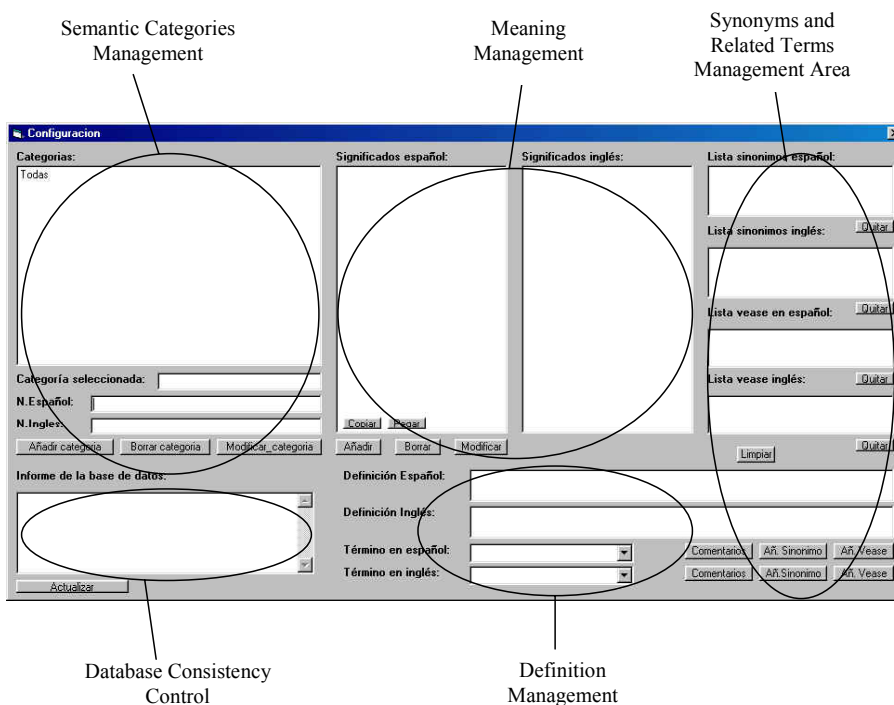 Semantic Categories
Management
Meaning
Management
Synonyms and
Related Terms
Management Area
Configuracion
Categorias:
Todas
Significados español:
Significados inglés:
Lista sinonimos español:
Quitar
Lista sinonimos inglés:
Quitar
Lista vease en español:
Lista vease inglés:
Quitar
Quitar
Limpiar
Categoría seleccionada:
N.Español:
N.Ingles:
Añadir categoria
Borrar categoria
Modificar_categoria
Copiar
Pegar
Añadir
Borrar
Modificar
Informe de la base de datos:
Actualizar
Definición Español:
Definición Inglés:
Término en español:
Comentarios
Añ. Sinonimo
Añ. Vease
Término en inglés:
Comentarios
Añ.Sinonimo
Añ. Vease
Database Consistency
Control
Definition
Management